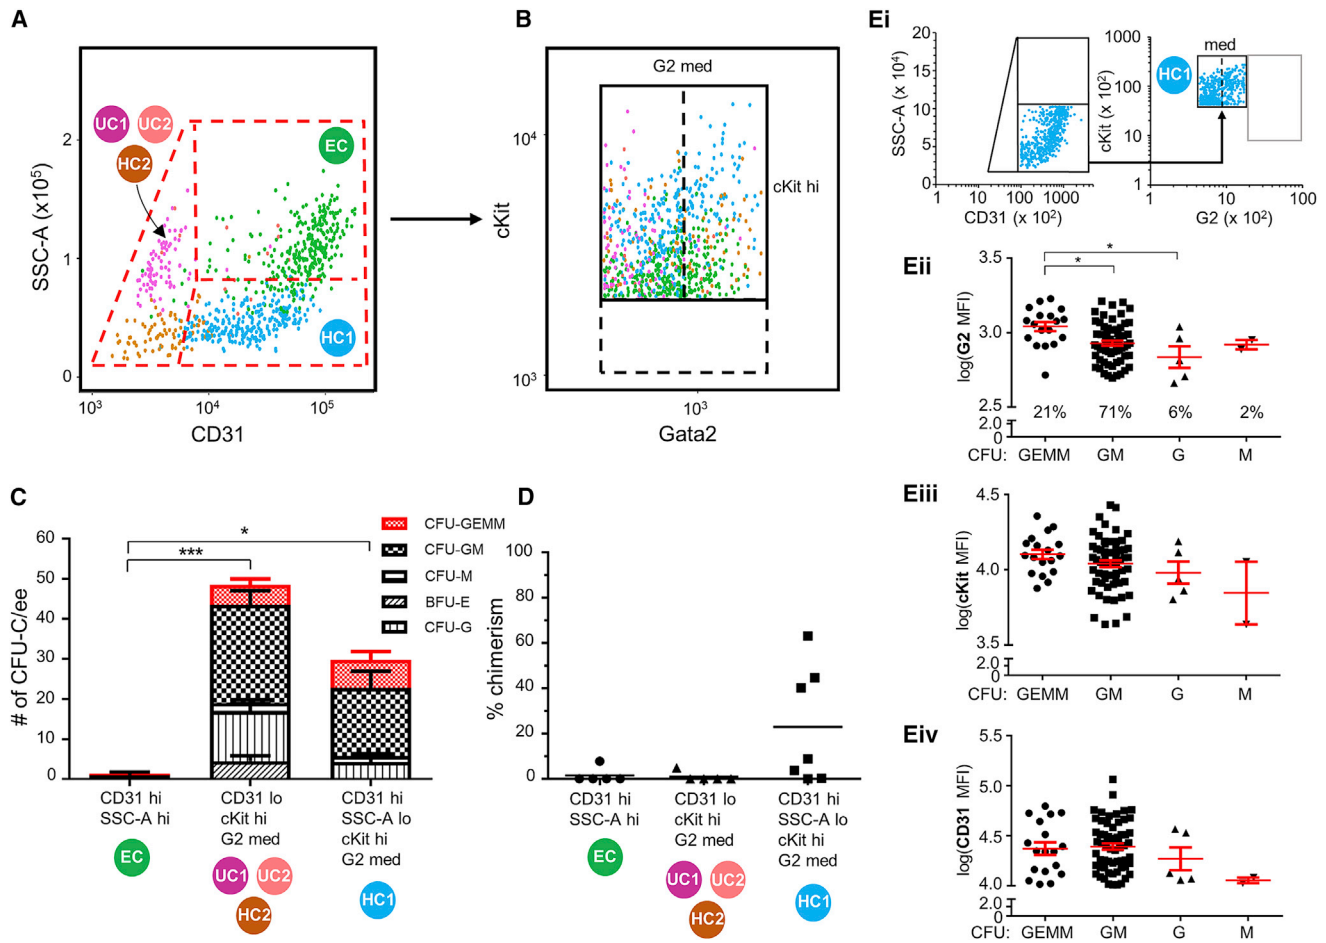 A
SSC-A (x10⁵)
2
1
0
10³
10⁴
10⁵
CD31
UC1
UC2
HC2
EC
HC1
B
cKit
10⁴
10³
G2 med
cKit hi
10³
Gata2
Ei
SSC-A (x 10⁴)
20
15
10
5
0
1
10
100
1000
CD31 (x 10²)
cKit (x 10²)
1000
100
10
1
med
HC1
1
10
100
G2 (x 10²)
Eii
log(G2 MFI)
3.5
3.0
2.5
2.0
0
*
*
21%
71%
6%
2%
CFU: GEMM GM G M
C
# of CFU-C/ee
60
50
40
30
20
10
0
*
***
CFU-GEMM
CFU-GM
CFU-M
BFU-E
CFU-G
CD31 hi
SSC-A hi
EC
CD31 lo
cKit hi
G2 med
UC1
UC2
HC2
CD31 hi
SSC-A lo
cKit hi
G2 med
HC1
D
% chimerism
100
80
60
40
20
0
CD31 hi
SSC-A hi
EC
CD31 lo
cKit hi
G2 med
UC1
UC2
HC2
CD31 hi
SSC-A lo
cKit hi
G2 med
HC1
Eiii
log(cKit MFI)
4.5
4.0
3.5
2.0
0
CFU: GEMM GM G M
Eiv
log(CD31 MFI)
5.5
5.0
4.5
4.0
2.0
0
CFU: GEMM GM G M